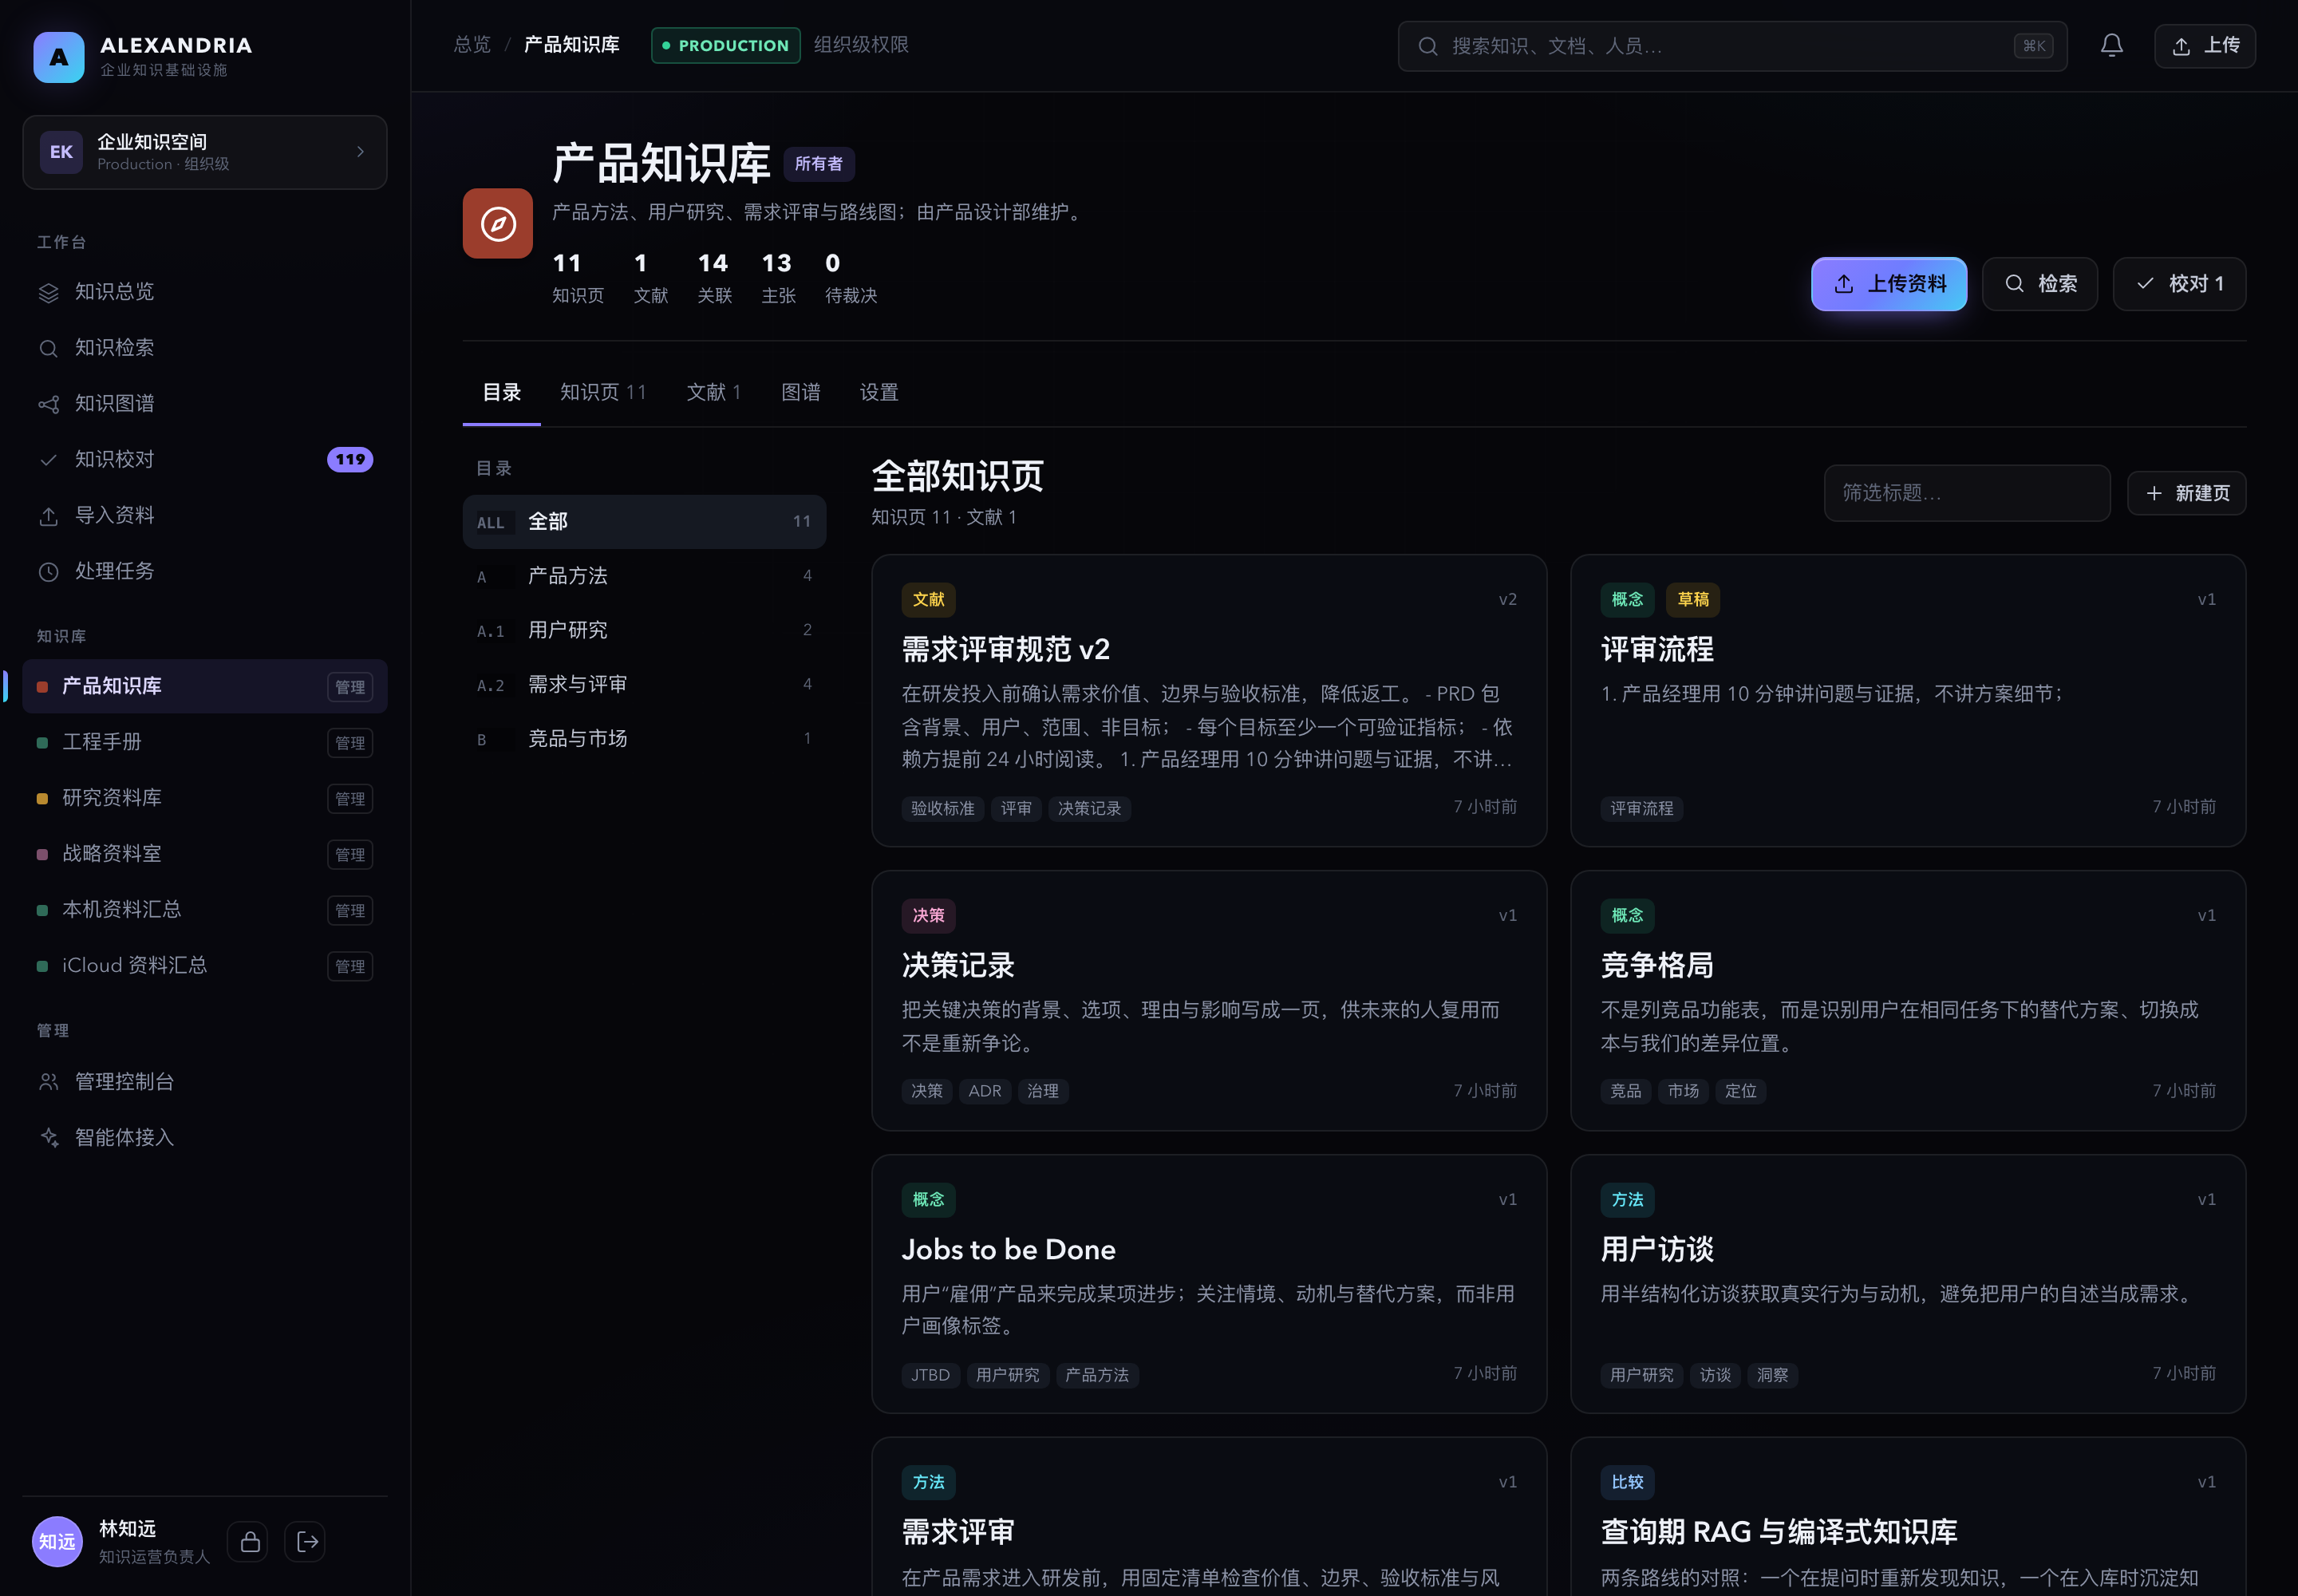 A
ALEXANDRIA
企业知识基础设施
EK
企业知识空间
Production · 组织级
工作台
知识总览
知识检索
知识图谱
知识校对
119
导入资料
处理任务
知识库
产品知识库
管理
工程手册
管理
研究资料库
管理
战略资料室
管理
本机资料汇总
管理
iCloud 资料汇总
管理
管理
管理控制台
智能体接入
知远
林知远
知识运营负责人
总览 / 产品知识库
PRODUCTION
组织级权限
搜索知识、文档、人员…
⌘K
上传
产品知识库
所有者
产品方法、用户研究、需求评审与路线图；由产品设计部维护。
11
知识页
1
文献
14
关联
13
主张
0
待裁决
上传资料
检索
校对 1
目录
知识页 11
文献 1
图谱
设置
目录
ALL 全部 11
A 产品方法 4
A.1 用户研究 2
A.2 需求与评审 4
B 竞品与市场 1
全部知识页
知识页 11 · 文献 1
筛选标题…
新建页
文献
v2
需求评审规范 v2
在研发投入前确认需求价值、边界与验收标准，降低返工。 - PRD 包
含背景、用户、范围、非目标； - 每个目标至少一个可验证指标； - 依
赖方提前 24 小时阅读。 1. 产品经理用 10 分钟讲问题与证据，不讲…
验收标准 评审 决策记录
7 小时前
概念 草稿
v1
评审流程
1. 产品经理用 10 分钟讲问题与证据，不讲方案细节；
评审流程
7 小时前
决策
v1
决策记录
把关键决策的背景、选项、理由与影响写成一页，供未来的人复用而
不是重新争论。
决策 ADR 治理
7 小时前
概念
v1
竞争格局
不是列竞品功能表，而是识别用户在相同任务下的替代方案、切换成
本与我们的差异位置。
竞品 市场 定位
7 小时前
概念
v1
Jobs to be Done
用户“雇佣”产品来完成某项进步；关注情境、动机与替代方案，而非用
户画像标签。
JTBD 用户研究 产品方法
7 小时前
方法
v1
用户访谈
用半结构化访谈获取真实行为与动机，避免把用户的自述当成需求。
用户研究 访谈 洞察
7 小时前
方法
v1
需求评审
在产品需求进入研发前，用固定清单检查价值、边界、验收标准与风
比较
v1
查询期 RAG 与编译式知识库
两条路线的对照：一个在提问时重新发现知识，一个在入库时沉淀知